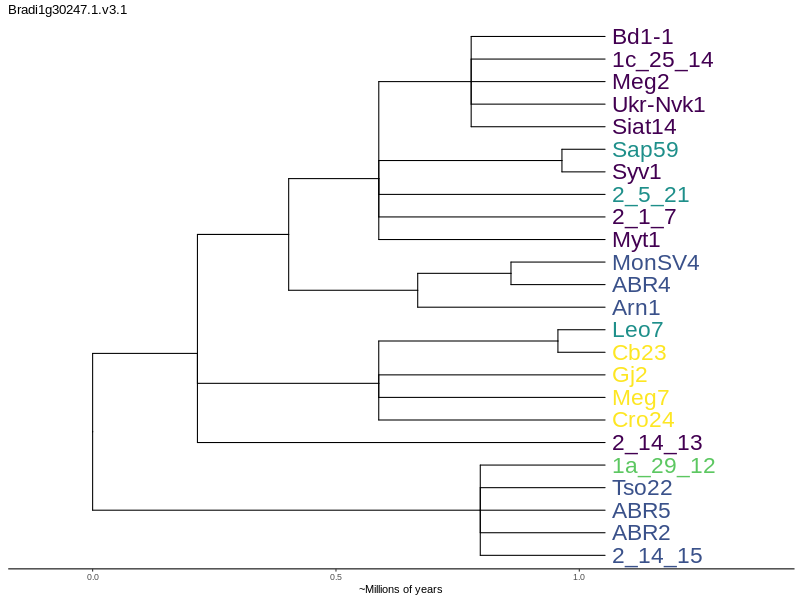 Bradi1g30247.1.v3.1
Bd1-1
1c_25_14
Meg2
Ukr-Nvk1
Siat14
Sap59
Syv1
2_5_21
2_1_7
Myt1
MonSV4
ABR4
Arn1
Leo7
Cb23
Gj2
Meg7
Cro24
2_14_13
1a_29_12
Tso22
ABR5
ABR2
2_14_15
0.0 0.5 1.0
~Millions of years